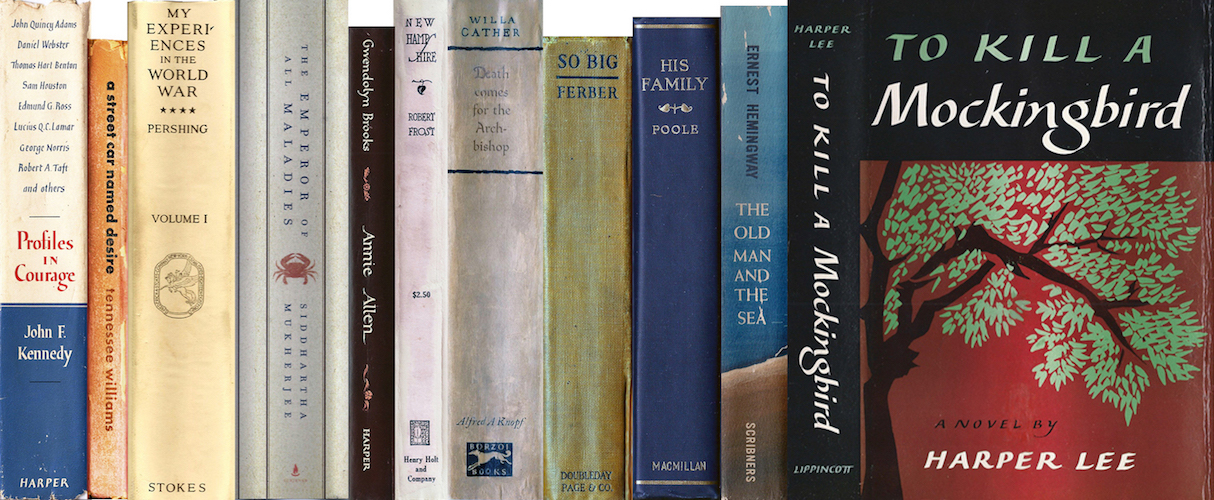 John Quincy Adams
Daniel Webster
Thomas Hart Benton
Sam Houston
Edmund G. Ross
Lucius Q.C. Lamar
George Norris
Robert A. Taft
and others
Profiles
IN
Courage
John F.
Kennedy
HARPER
a street car named desire tennessee williams
MY
EXPERI-
ENCES
IN THE
WORLD
WAR
★★★★
PERSHING
VOLUME I
STOKES
THE EMPEROR OF
ALL MALADIES
SIDDHARTHA
MUKHERJEE
Gwendolyn Brooks
Annie Allen
HARPER
NEW
HAMP
SHIRE
ROBERT
FROST
$2.50
Henry Holt
and
Company
WILLA
CATHER
Death
comes
for the
Arch-
bishop
Alfred A Knopf
BORZOI
BOOKS
SO BIG
FERBER
DOUBLEDAY
PAGE & CO.
HIS
FAMILY
POOLE
MACMILLAN
ERNEST HEMINGWAY
THE
OLD
MAN
AND
THE
SEA
SCRIBNERS
HARPER
LEE
TO KILL A Mockingbird
LIPPINCOTT
TO KILL A
Mockingbird
A NOVEL BY
HARPER LEE